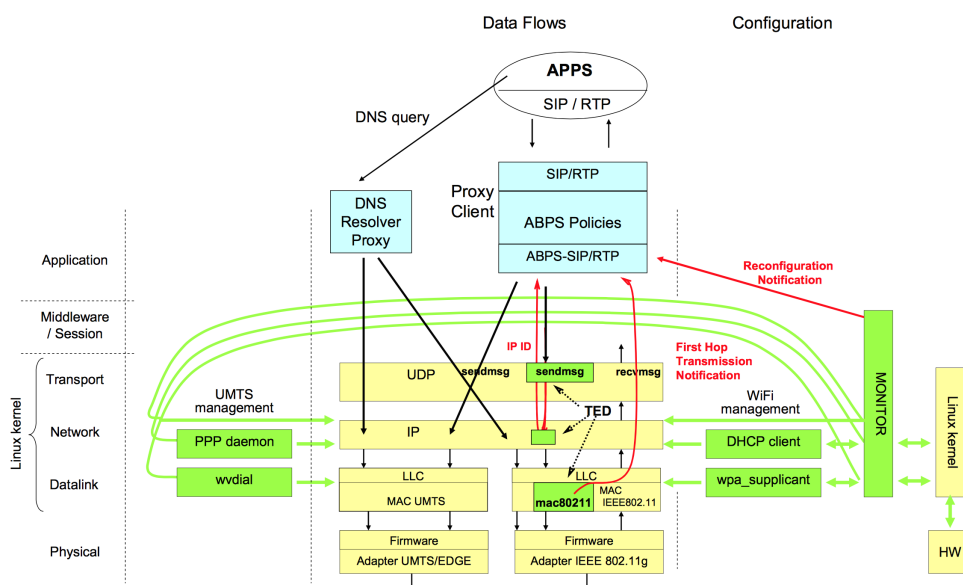 Data Flows
Configuration
APPS
SIP / RTP
DNS query
SIP/RTP
Proxy
Client
ABPS Policies
ABPS-SIP/RTP
DNS
Resolver
Proxy
Application
Reconfiguration
Notification
Middleware
/ Session
IP ID
First Hop
Transmission
Notification
Linux kernel
Transport
UDP
sendmsg
sendmsg
recvmsg
MONITOR
Linux kernel
UMTS
management
TED
WiFi
management
Network
PPP daemon
IP
DHCP client
Datalink
wvdial
LLC
MAC UMTS
LLC
mac80211
MAC
IEEE802.11
wpa_supplicant
Physical
Firmware
Adapter UMTS/EDGE
Firmware
Adapter IEEE 802.11g
HW